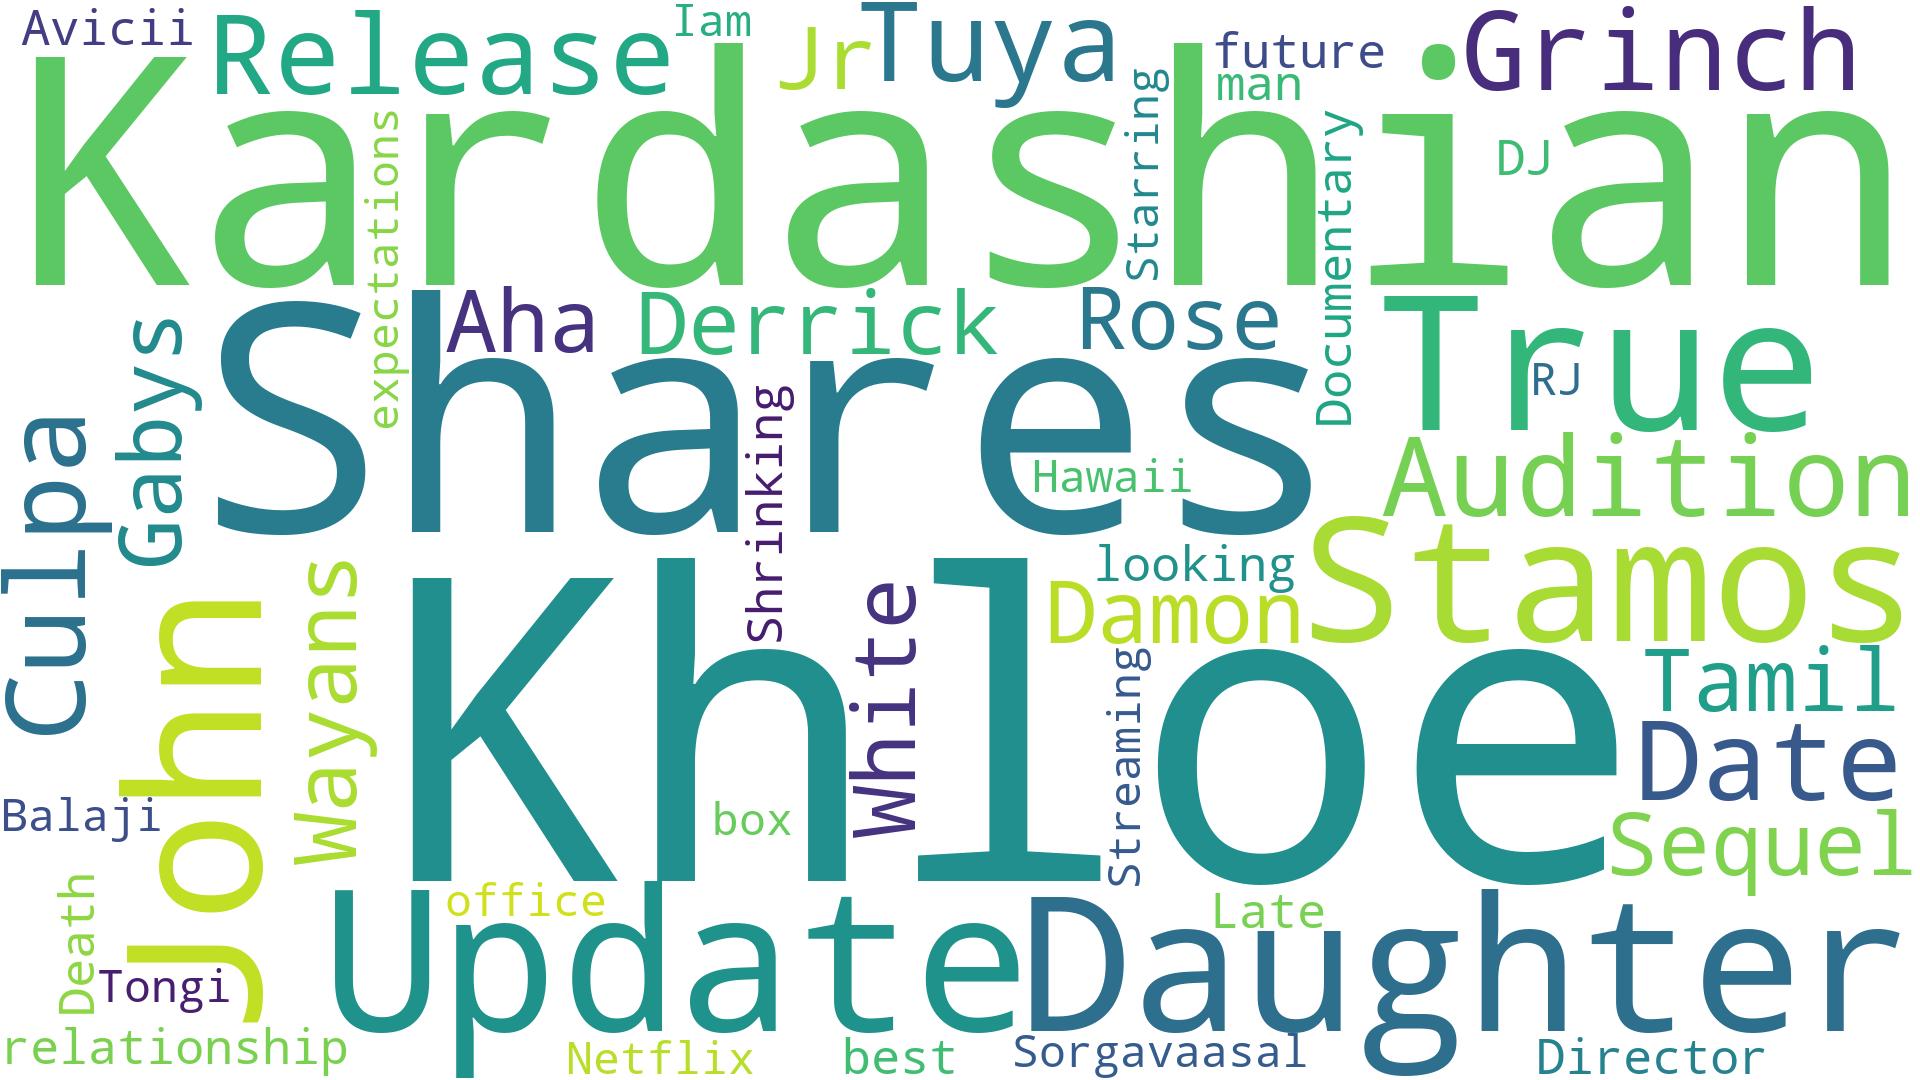 Avicii
Release
Iam
Jr
Tuya
future
man
Grinch
Kardashian
expectations
Starring
Documentary
DJ
Gabys
Shares
Aha
Derrick
Rose
True
RJ
Culpa
Shrinking
Hawaii
Audition
John
Wayans
Khloe
White
looking
Damon
Stamos
Streaming
Tamil
Date
Balaji
box
Sequel
Death
Tongi
office
Update
Late
Daughter
relationship
Netflix
best
Sorgavaasal
Director